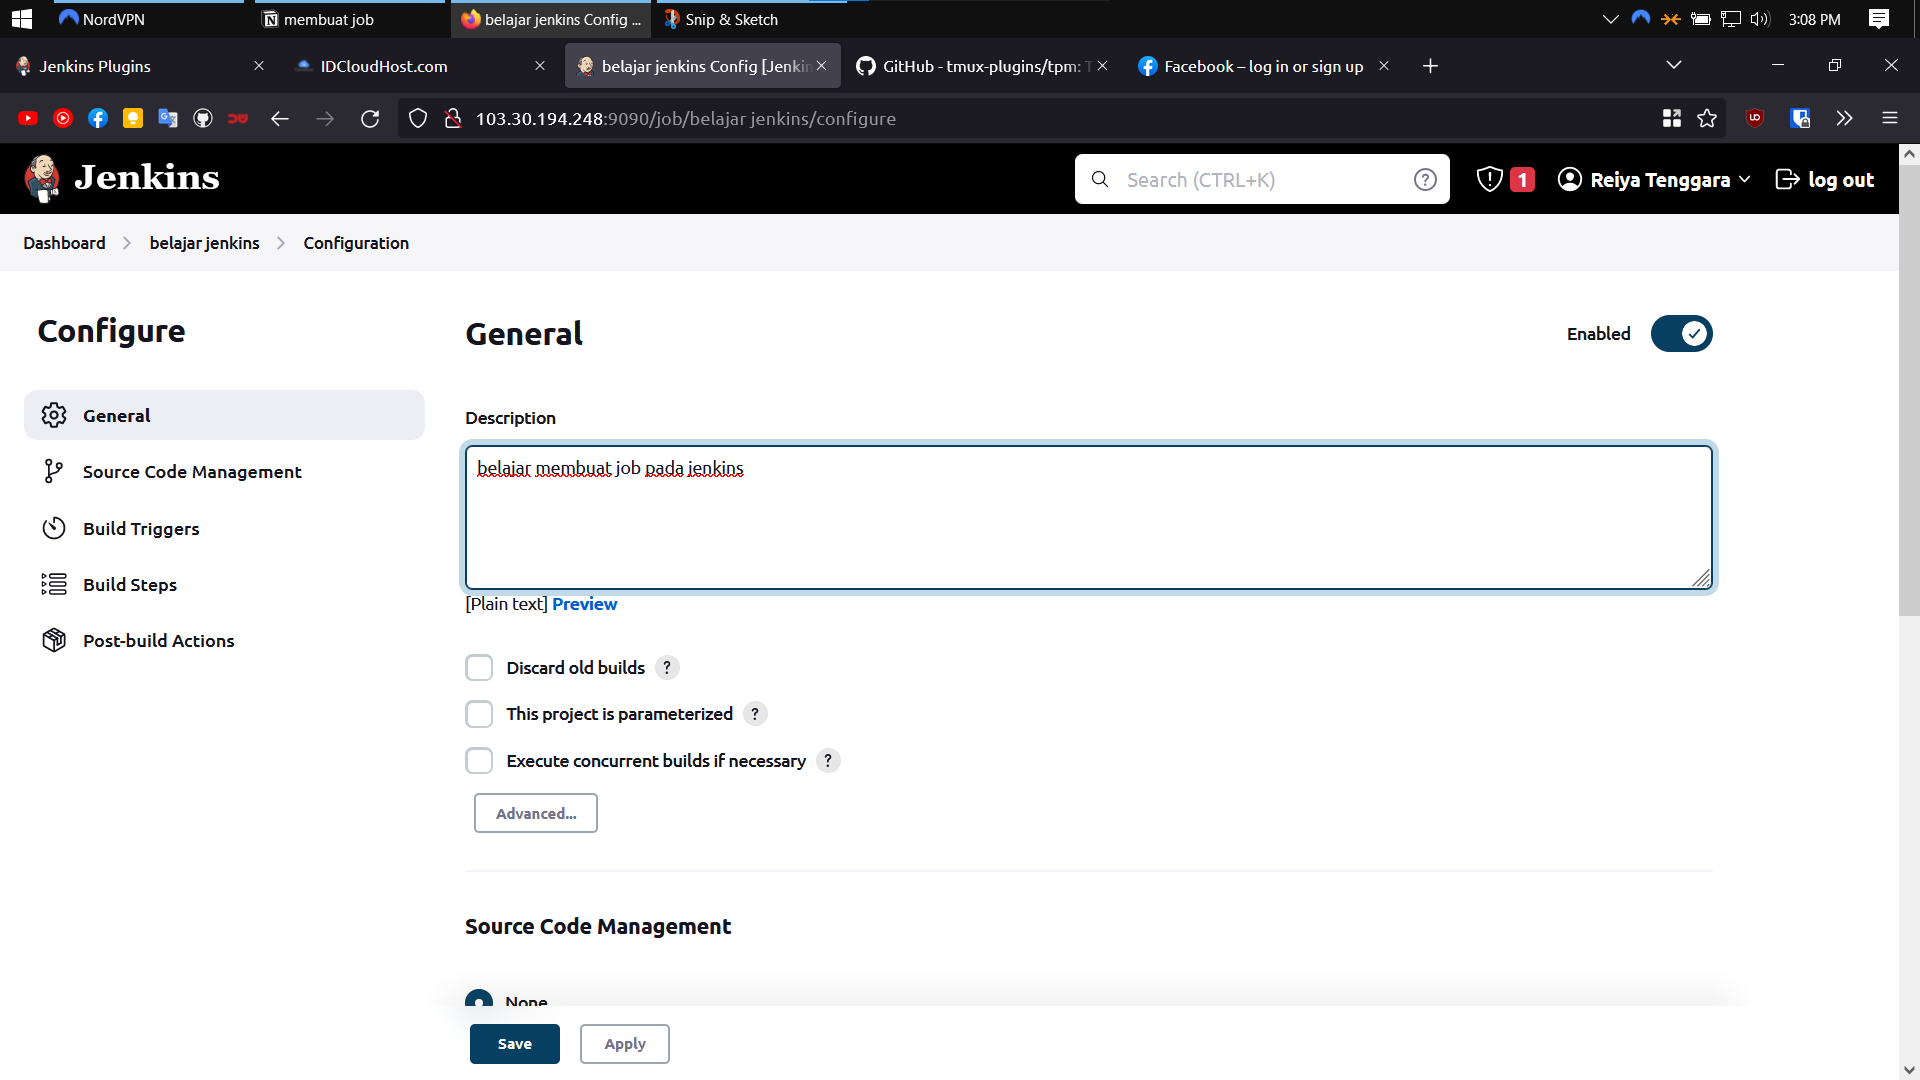 NordVPN
membuat job
belajar jenkins Config ...
Snip & Sketch
3:08 PM
Jenkins Plugins
IDCloudHost.com
belajar jenkins Config [Jenkin
GitHub - tmux-plugins/tpm: T
Facebook – log in or sign up
103.30.194.248:9090/job/belajar jenkins/configure
Jenkins
Search (CTRL+K)
?
1
Reiya Tenggara
log out
Dashboard
belajar jenkins
Configuration
Configure
General
Source Code Management
Build Triggers
Build Steps
Post-build Actions
General
Enabled
Description
belajar membuat job pada jenkins
[Plain text] Preview
Discard old builds ?
This project is parameterized ?
Execute concurrent builds if necessary ?
Advanced...
Source Code Management
None
Save
Apply